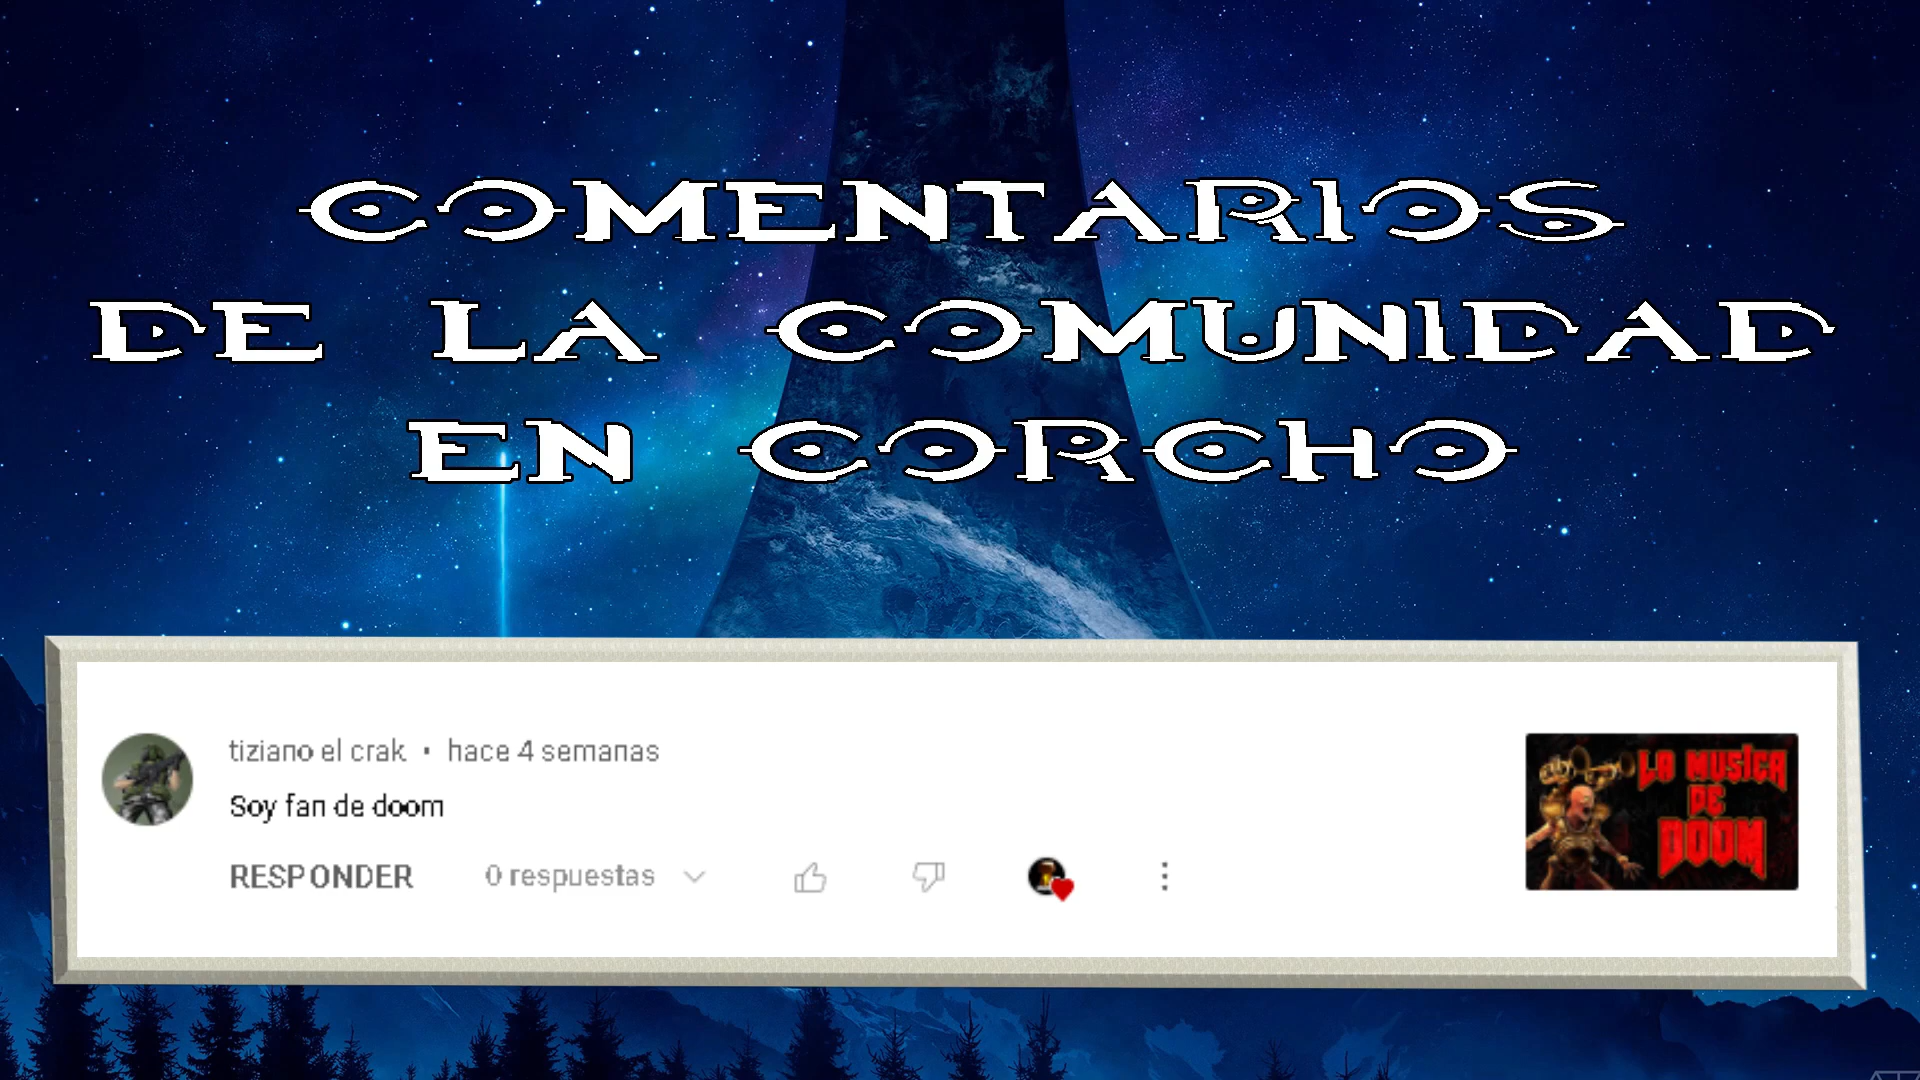 COMENTARIOS
DE LA COMUNIDAD
EN CORCHO
tiziano el crak • hace 4 semanas
Soy fan de doom
RESPONDER 0 respuestas
LA MUSICA
DE
DOOM